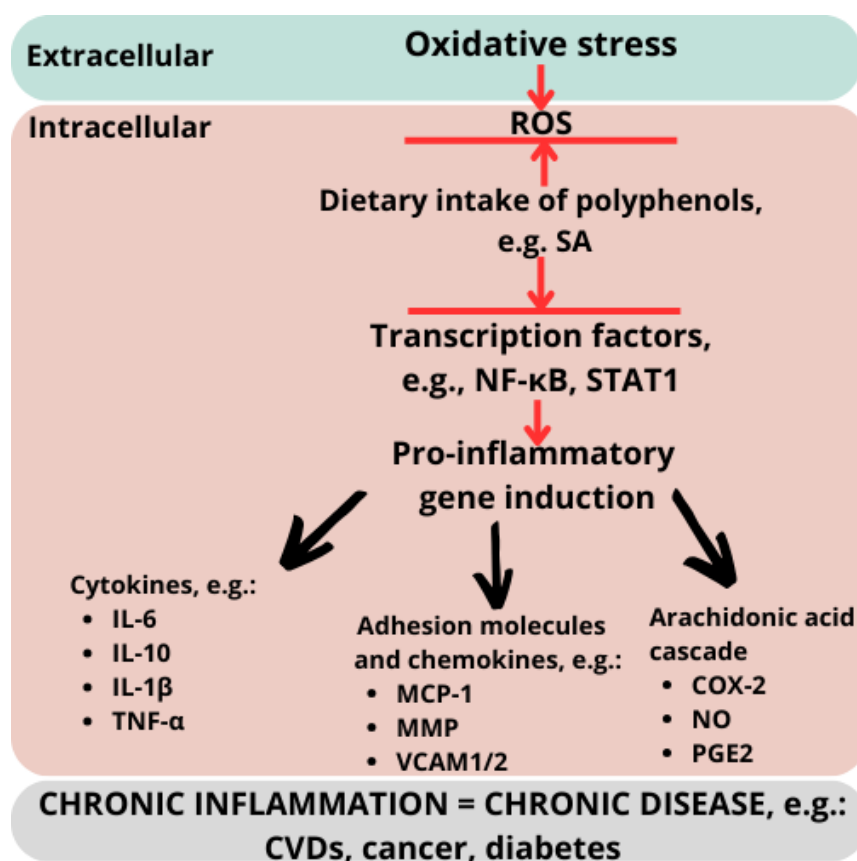 Extracellular
Oxidative stress
Intracellular
ROS
Dietary intake of polyphenols,
e.g. SA
Transcription factors,
e.g., NF-κB, STAT1
Pro-inflammatory
gene induction
Cytokines, e.g.:
• IL-6
• IL-10
• IL-1β
• TNF-α
Adhesion molecules
and chemokines, e.g.:
• MCP-1
• MMP
• VCAM1/2
Arachidonic acid
cascade
• COX-2
• NO
• PGE2
CHRONIC INFLAMMATION = CHRONIC DISEASE, e.g.:
CVDs, cancer, diabetes